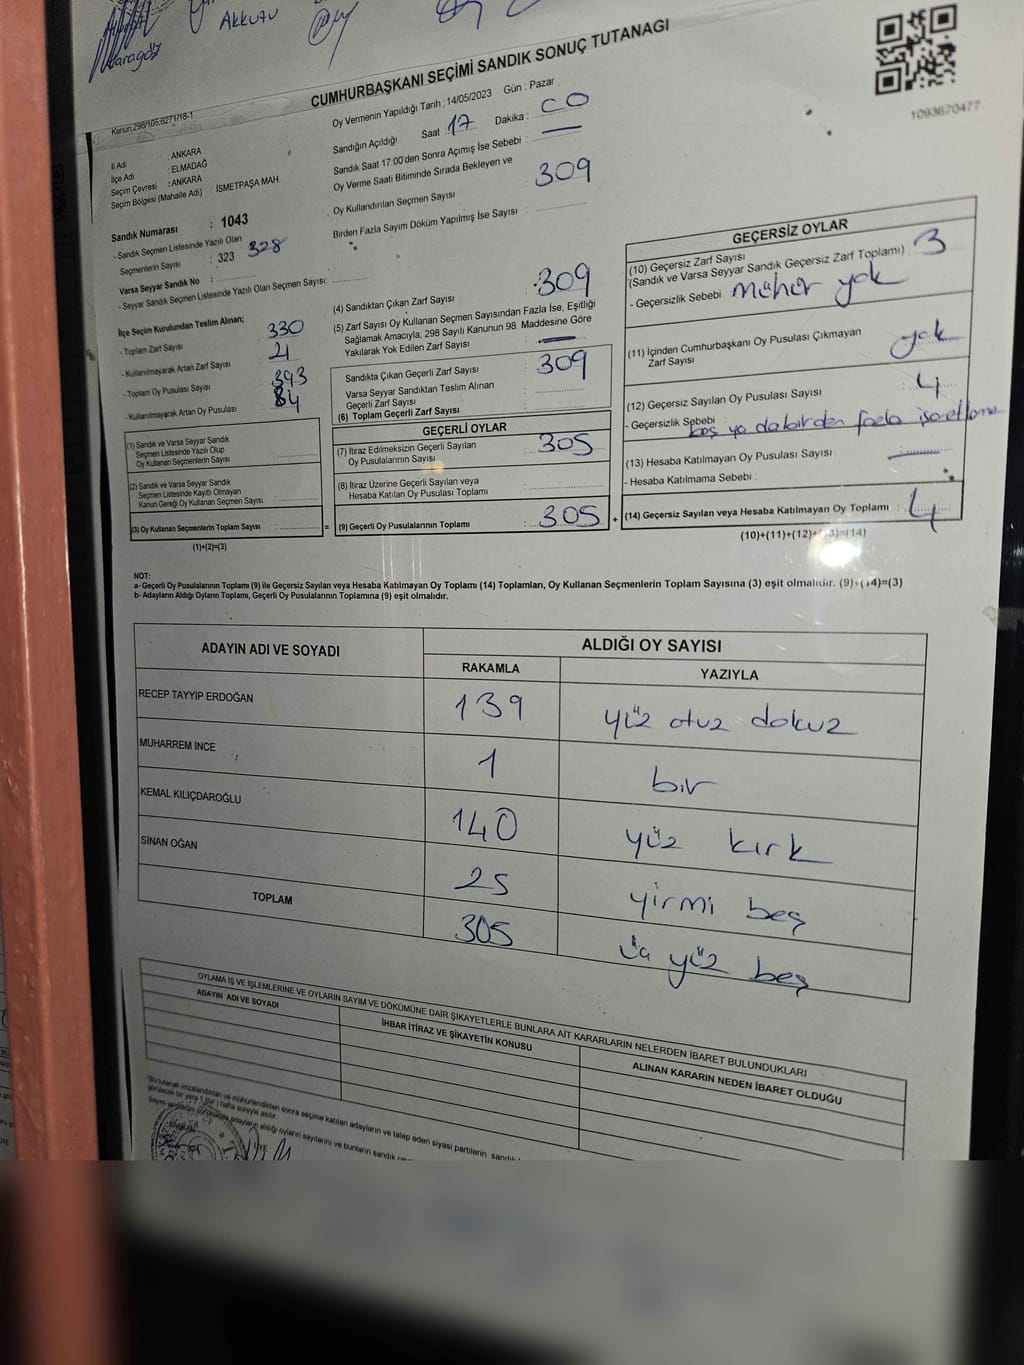 AKKUZU
Karagöz
CUMHURBAŞKANI SEÇİMİ SANDIK SONUÇ TUTANAĞI
1093670477
Kanun.298/105,6271/18-1
İl Adı : ANKARA
İlçe Adı : ELMADAĞ
Seçim Çevresi : ANKARA
Seçim Bölgesi (Mahalle Adı) : İSMETPAŞA MAH.
Sandık Numarası : 1043
- Sandık Seçmen Listesinde Yazılı Olan
Seçmenlerin Sayısı : 323 328
Varsa Seyyar Sandık No :
- Seyyar Sandık Seçmen Listesinde Yazılı Olan Seçmen Sayısı:
İlçe Seçim Kurulundan Teslim Alınan;
- Toplam Zarf Sayısı 330
- Kullanılmayarak Artan Zarf Sayısı 21
- Toplam Oy Pusulası Sayısı 393
- Kullanılmayarak Artan Oy Pusulası : 84
(1) Sandık ve Varsa Seyyar Sandık
Seçmen Listesinde Yazılı Olup
Oy Kullanan Seçmenlerin Sayısı
(2) Sandık ve Varsa Seyyar Sandık
Seçmen Listesinde Kayıtlı Olmayan
Kanun Gereği Oy Kullanan Seçmen Sayısı
(3) Oy Kullanan Seçmenlerin Toplam Sayısı :
(1)+(2)=(3)
Oy Vermenin Yapıldığı Tarih : 14/05/2023 Gün : Pazar
Sandığın Açıldığı Saat : 17 Dakika : 00
Sandık Saat 17:00'den Sonra Açımış İse Sebebi :
Oy Verme Saati Bitiminde Sırada Bekleyen ve
Oy Kullandırılan Seçmen Sayısı : 309
Birden Fazla Sayım Döküm Yapılmış İse Sayısı :
(4) Sandıktan Çıkan Zarf Sayısı : 309
(5) Zarf Sayısı Oy Kullanan Seçmen Sayısından Fazla İse, Eşitliği
Sağlamak Amacıyla, 298 Sayılı Kanunun 98. Maddesine Göre
Yakılarak Yok Edilen Zarf Sayısı
Sandıkta Çıkan Geçerli Zarf Sayısı : 309
Varsa Seyyar Sandıktan Teslim Alınan
Geçerli Zarf Sayısı
(6) Toplam Geçerli Zarf Sayısı
GEÇERLİ OYLAR
(7) İtiraz Edilmeksizin Geçerli Sayılan
Oy Pusulalarının Sayısı : 305
(8) İtiraz Üzerine Geçerli Sayılan veya
Hesaba Katılan Oy Pusulası Toplamı
= (9) Geçerli Oy Pusulalarının Toplamı : 305 +
GEÇERSİZ OYLAR
(10) Geçersiz Zarf Sayısı
(Sandık ve Varsa Seyyar Sandık Geçersiz Zarf Toplamı) : 3
- Geçersizlik Sebebi : mühür yok
(11) İçinden Cumhurbaşkanı Oy Pusulası Çıkmayan
Zarf Sayısı yok
(12) Geçersiz Sayılan Oy Pusulası Sayısı : 4
- Geçersizlik Sebebi : boş ya da birden fazla işaretleme
(13) Hesaba Katılmayan Oy Pusulası Sayısı
- Hesaba Katılmama Sebebi :
(14) Geçersiz Sayılan veya Hesaba Katılmayan Oy Toplamı : 4
(10)+(11)+(12)+(13)=(14)
NOT:
a- Geçerli Oy Pusulalarının Toplamı (9) ile Geçersiz Sayılan veya Hesaba Katılmayan Oy Toplamı (14) Toplamları, Oy Kullanan Seçmenlerin Toplam Sayısına (3) eşit olmalıdır. (9)+(14)=(3)
b- Adayların Aldığı Oyların Toplamı, Geçerli Oy Pusulalarının Toplamına (9) eşit olmalıdır.
ADAYIN ADI VE SOYADI ALDIĞI OY SAYISI
RAKAMLA YAZIYLA
RECEP TAYYİP ERDOĞAN 139 yüz otuz dokuz
MUHARREM İNCE 1 bir
KEMAL KILIÇDAROĞLU 140 yüz kırk
SİNAN OĞAN 25 yirmi beş
TOPLAM 305 üç yüz beş
OYLAMA İŞ VE İŞLEMLERİNE VE OYLARIN SAYIM VE DÖKÜMÜNE DAİR ŞİKAYETLERLE BUNLARA AİT KARARLARIN NELERDEN İBARET BULUNDUKLARI
ADAYIN ADI VE SOYADI İHBAR İTİRAZ VE ŞİKAYETİN KONUSU ALINAN KARARIN NEDEN İBARET OLDUĞU